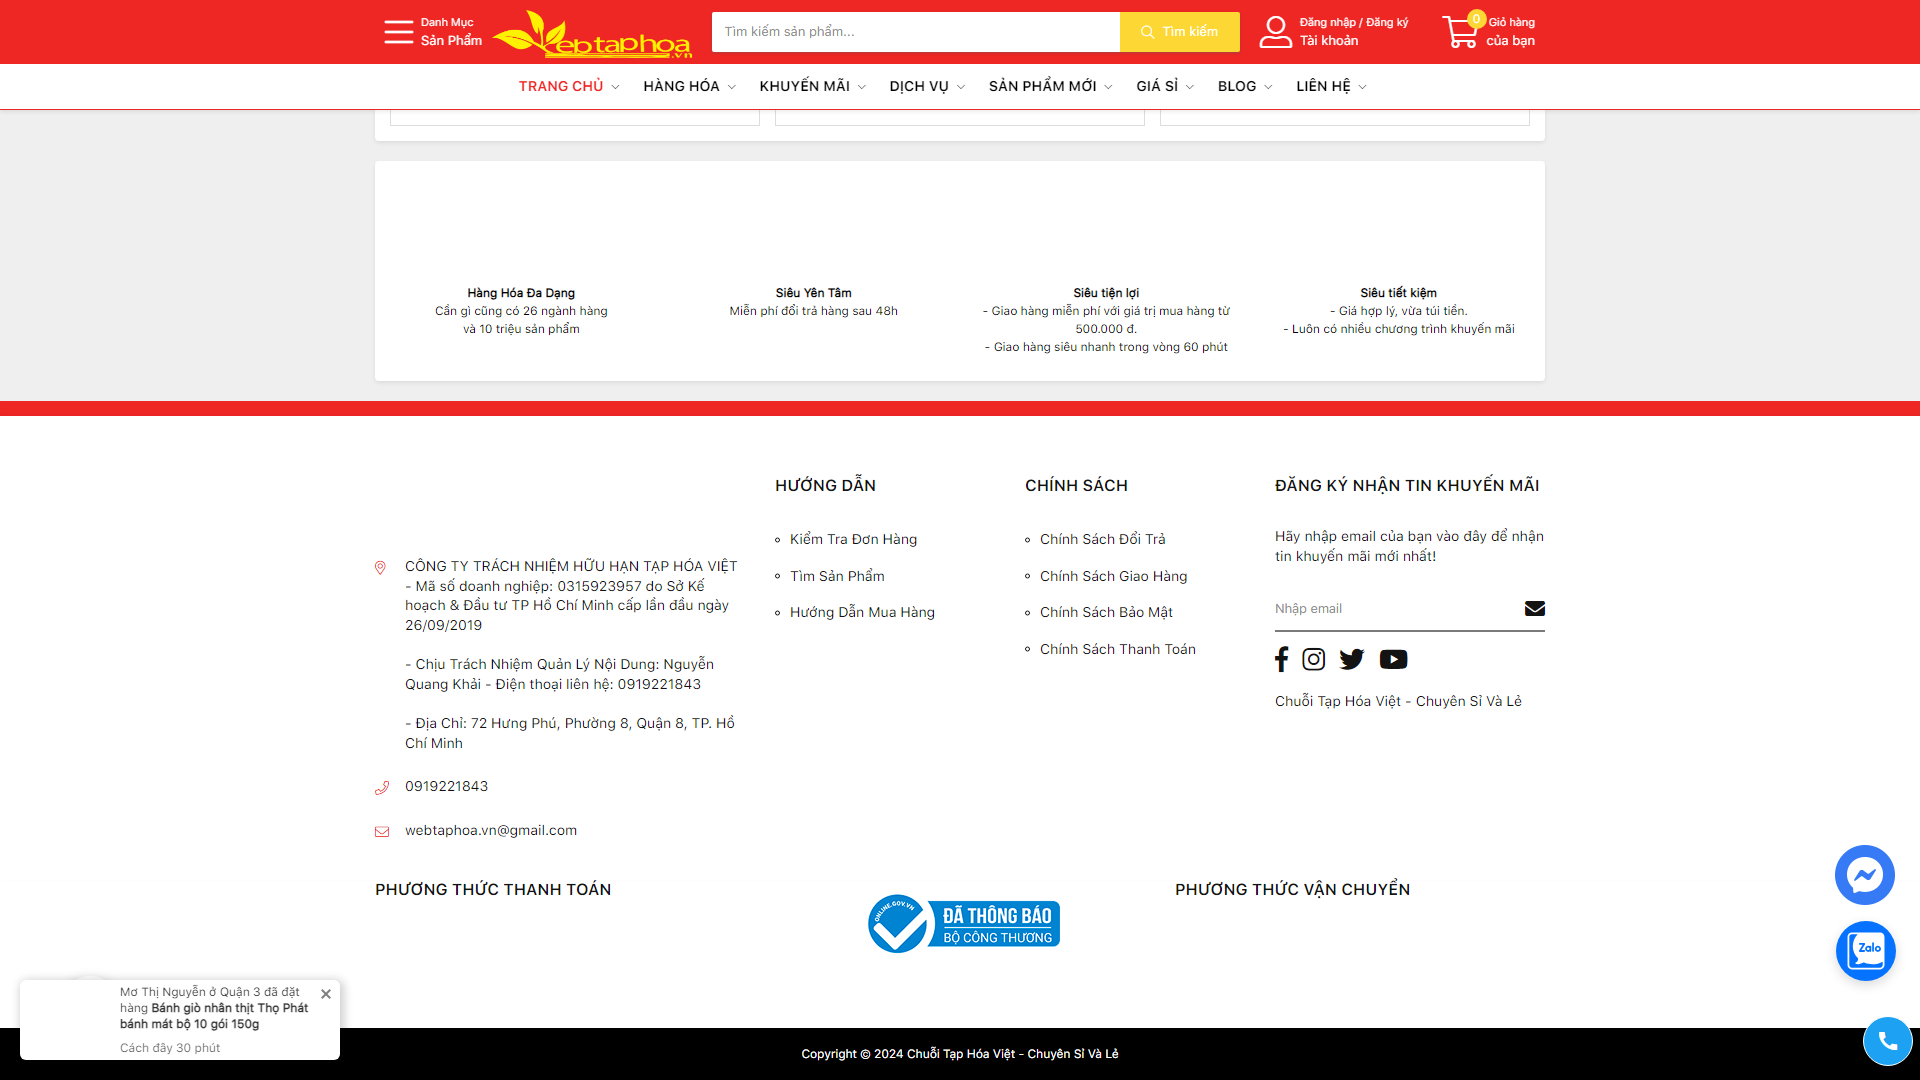 Danh Mục
Sản Phẩm
ebtaphoa
.vn
Tìm kiếm sản phẩm...
Tìm kiếm
Đăng nhập / Đăng ký
Tài khoản
0
Giỏ hàng
của bạn
TRANG CHỦ
HÀNG HÓA
KHUYẾN MÃI
DỊCH VỤ
SẢN PHẨM MỚI
GIÁ SỈ
BLOG
LIÊN HỆ
Hàng Hóa Đa Dạng
Cần gì cũng có 26 ngành hàng
và 10 triệu sản phẩm
Siêu Yên Tâm
Miễn phí đổi trả hàng sau 48h
Siêu tiện lợi
- Giao hàng miễn phí với giá trị mua hàng từ
500.000 đ.
- Giao hàng siêu nhanh trong vòng 60 phút
Siêu tiết kiệm
- Giá hợp lý, vừa túi tiền.
- Luôn có nhiều chương trình khuyến mãi
CÔNG TY TRÁCH NHIỆM HỮU HẠN TẠP HÓA VIỆT
- Mã số doanh nghiệp: 0315923957 do Sở Kế
hoạch & Đầu tư TP Hồ Chí Minh cấp lần đầu ngày
26/09/2019
- Chịu Trách Nhiệm Quản Lý Nội Dung: Nguyễn
Quang Khải - Điện thoại liên hệ: 0919221843
- Địa Chỉ: 72 Hưng Phú, Phường 8, Quận 8, TP. Hồ
Chí Minh
0919221843
webtaphoa.vn@gmail.com
HƯỚNG DẪN
Kiểm Tra Đơn Hàng
Tìm Sản Phẩm
Hướng Dẫn Mua Hàng
CHÍNH SÁCH
Chính Sách Đổi Trả
Chính Sách Giao Hàng
Chính Sách Bảo Mật
Chính Sách Thanh Toán
ĐĂNG KÝ NHẬN TIN KHUYẾN MÃI
Hãy nhập email của bạn vào đây để nhận
tin khuyến mãi mới nhất!
Nhập email
Chuỗi Tạp Hóa Việt - Chuyên Sỉ Và Lẻ
PHƯƠNG THỨC THANH TOÁN
ONLINE.GOV.VN
ĐÃ THÔNG BÁO
BỘ CÔNG THƯƠNG
PHƯƠNG THỨC VẬN CHUYỂN
Zalo
Mơ Thị Nguyễn ở Quận 3 đã đặt
hàng Bánh giò nhân thịt Thọ Phát
bánh mát bộ 10 gói 150g
Cách đây 30 phút
Copyright © 2024 Chuỗi Tạp Hóa Việt - Chuyên Sỉ Và Lẻ